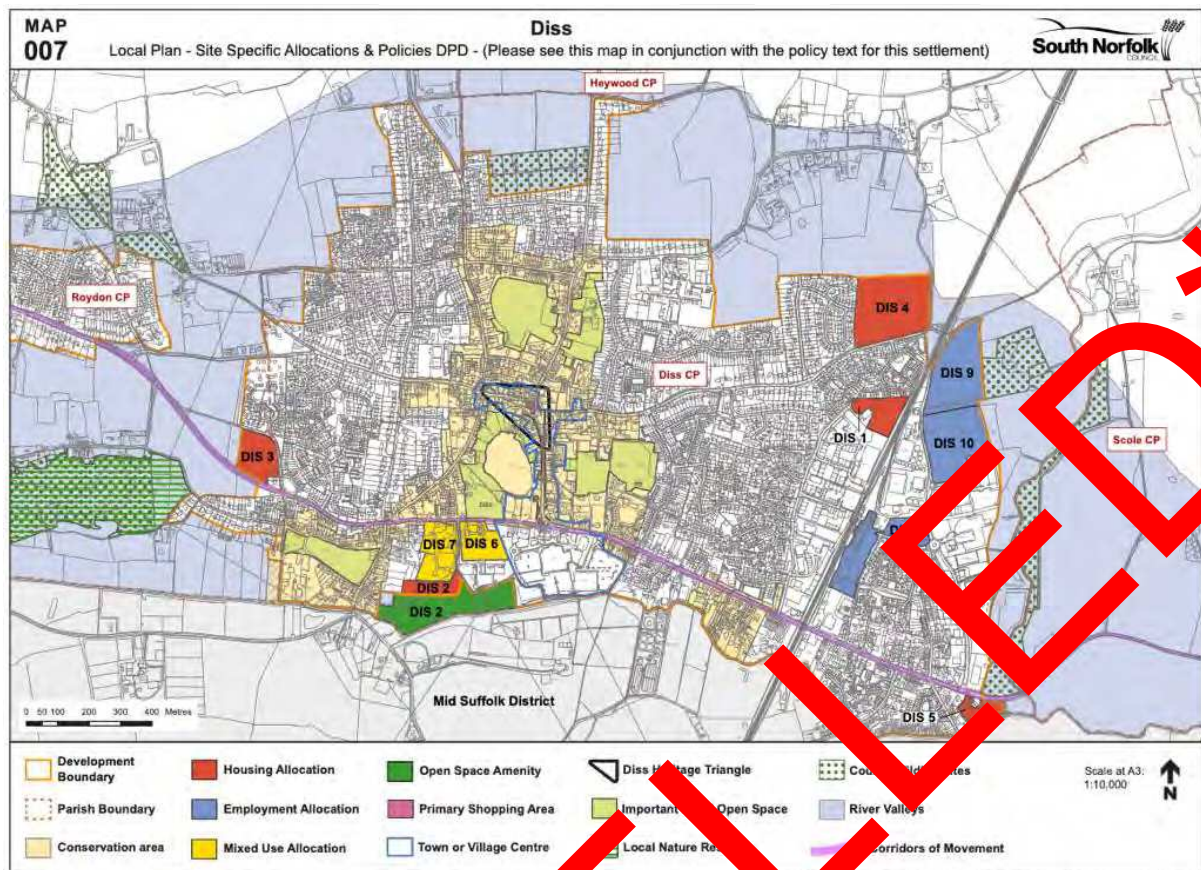 MAP
007
Diss
Local Plan - Site Specific Allocations & Policies DPD - (Please see this map in conjunction with the policy text for this settlement)
South Norfolk
COUNCIL
Heywood CP
Roydon CP
DIS 4
Diss CP
DIS 9
DIS 1
DIS 10
Scole CP
DIS 3
DIS 7
DIS 6
DIS 2
DIS 2
Mid Suffolk District
0 50 100 200 300 400 Metres
DIS 5
Development
Boundary
Housing Allocation
Open Space Amenity
Diss Heritage Triangle
Scale at A3:
1:10,000
N
Parish Boundary
Employment Allocation
Primary Shopping Area
Important Open Space
River Valleys
Conservation area
Mixed Use Allocation
Town or Village Centre
Local Nature
Corridors of Movement